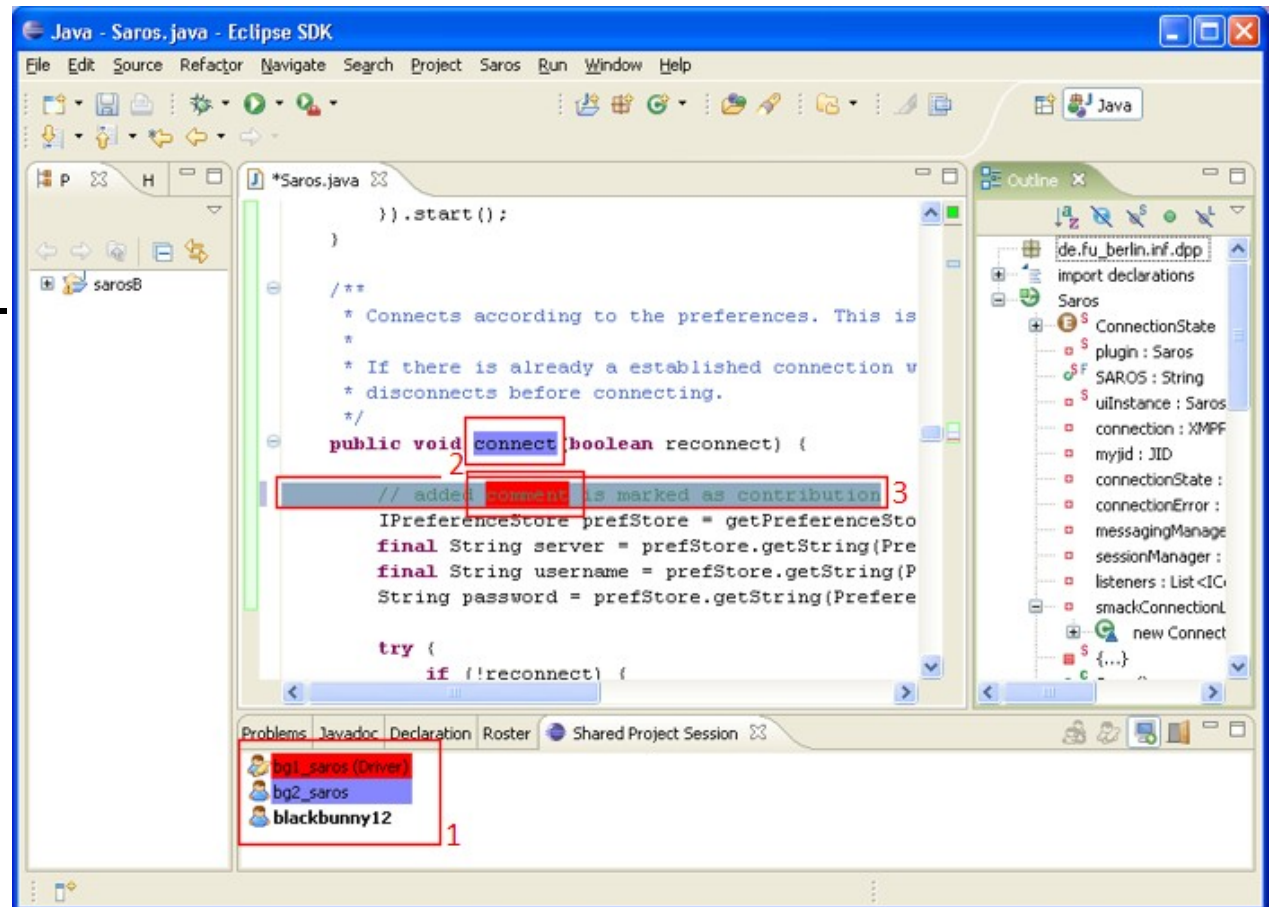 Java - Saros.java - Eclipse SDK
File Edit Source Refactor Navigate Search Project Saros Run Window Help
Java
P H
*Saros.java
Outline
sarosB
}).start();
}
/**
* Connects according to the preferences. This is
*
* If there is already a established connection w
* disconnects before connecting.
*/
public void connect(boolean reconnect) {
2
// added comment is marked as contribution
3
IPreferenceStore prefStore = getPreferenceSto
final String server = prefStore.getString(Pre
final String username = prefStore.getString(P
String password = prefStore.getString(Prefere
try {
if (!reconnect) {
de.fu_berlin.inf.dpp
import declarations
Saros
ConnectionState
plugin : Saros
SAROS : String
uiInstance : Saros
connection : XMPP
myjid : JID
connectionState :
connectionError :
messagingManage
sessionManager :
listeners : List<ICo
smackConnectionL
new Connect
{...}
Problems Javadoc Declaration Roster Shared Project Session
bg1_saros (Driver)
bg2_saros
blackbunny12
1